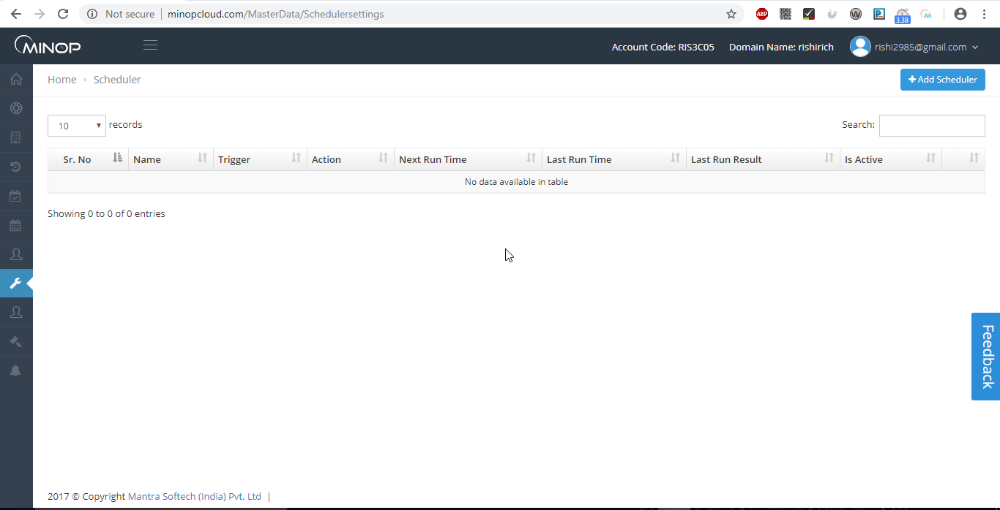 Not secure | minopcloud.com/MasterData/Schedulersettings
ABP
W
P
3.38
M
MINOP
Account Code: RIS3C05 Domain Name: rishirich rishi2985@gmail.com
Home • Scheduler
+ Add Scheduler
10 records
Search:
Sr. No Name Trigger Action Next Run Time Last Run Time Last Run Result Is Active
No data available in table
Showing 0 to 0 of 0 entries
Feedback
2017 © Copyright Mantra Softech (India) Pvt. Ltd |